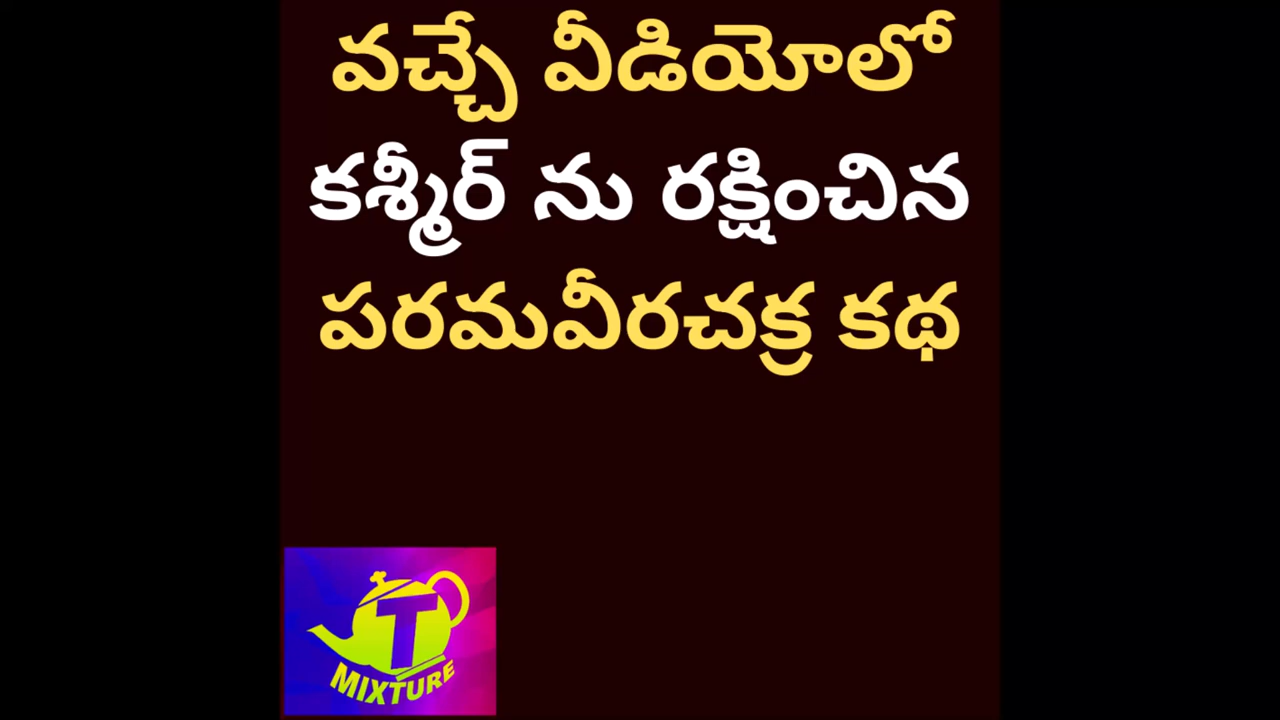 వచ్చే వీడియోలో
కశ్మీర్ ను రక్షించిన
పరమవీరచక్ర కథ
T
MIXTURE